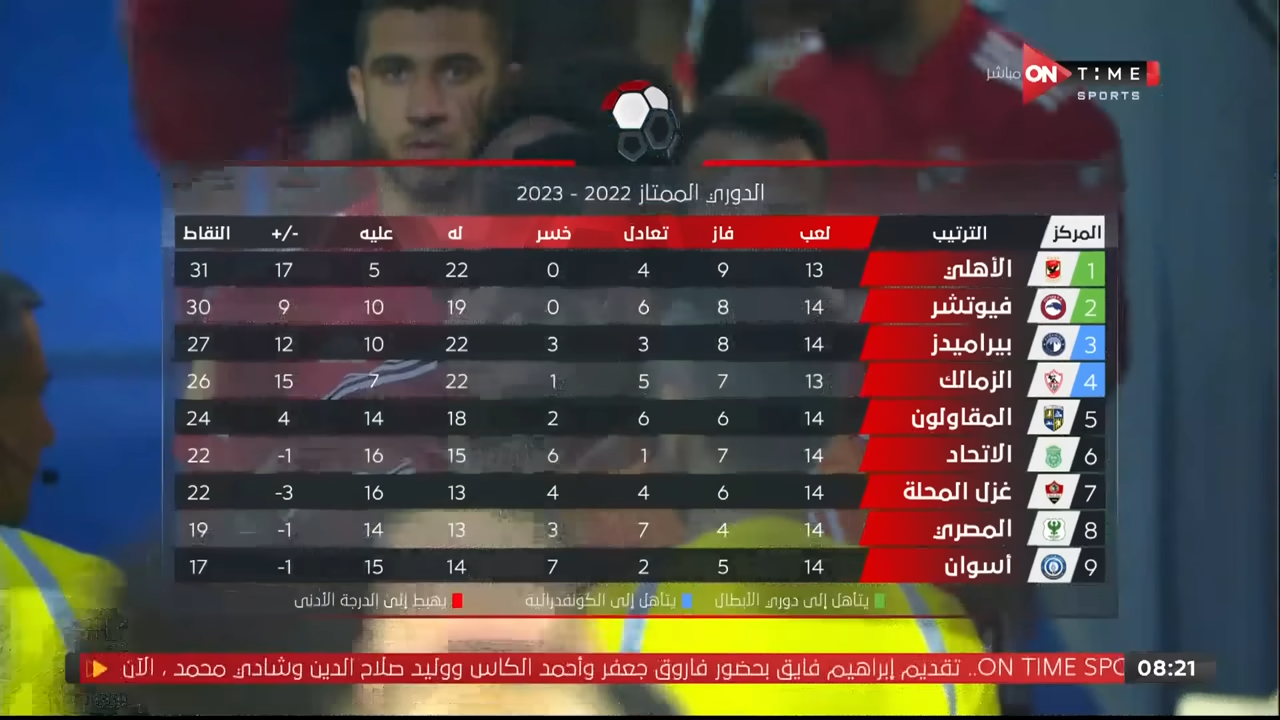 مباشر ON TIME SPORTS
الدوري الممتاز 2022 - 2023
المركز الترتيب لعب فاز تعادل خسر له عليه +/- النقاط
1 الأهلي 13 9 4 0 22 5 17 31
2 فيوتشر 14 8 6 0 19 10 9 30
3 بيراميدز 14 8 3 3 22 10 12 27
4 الزمالك 13 7 5 1 22 7 15 26
5 المقاولون 14 6 6 2 18 14 4 24
6 الاتحاد 14 7 1 6 15 16 -1 22
7 غزل المحلة 14 6 4 4 13 16 -3 22
8 المصري 14 4 7 3 13 14 -1 19
9 أسوان 14 5 2 7 14 15 -1 17
يتأهل إلى دوري الأبطال يتأهل إلى الكونفدرالية يهبط إلى الدرجة الأدنى
08:21 ON TIME SPO.. تقديم إبراهيم فايق بحضور فاروق جعفر وأحمد الكاس ووليد صلاح الدين وشادي محمد ، الآن